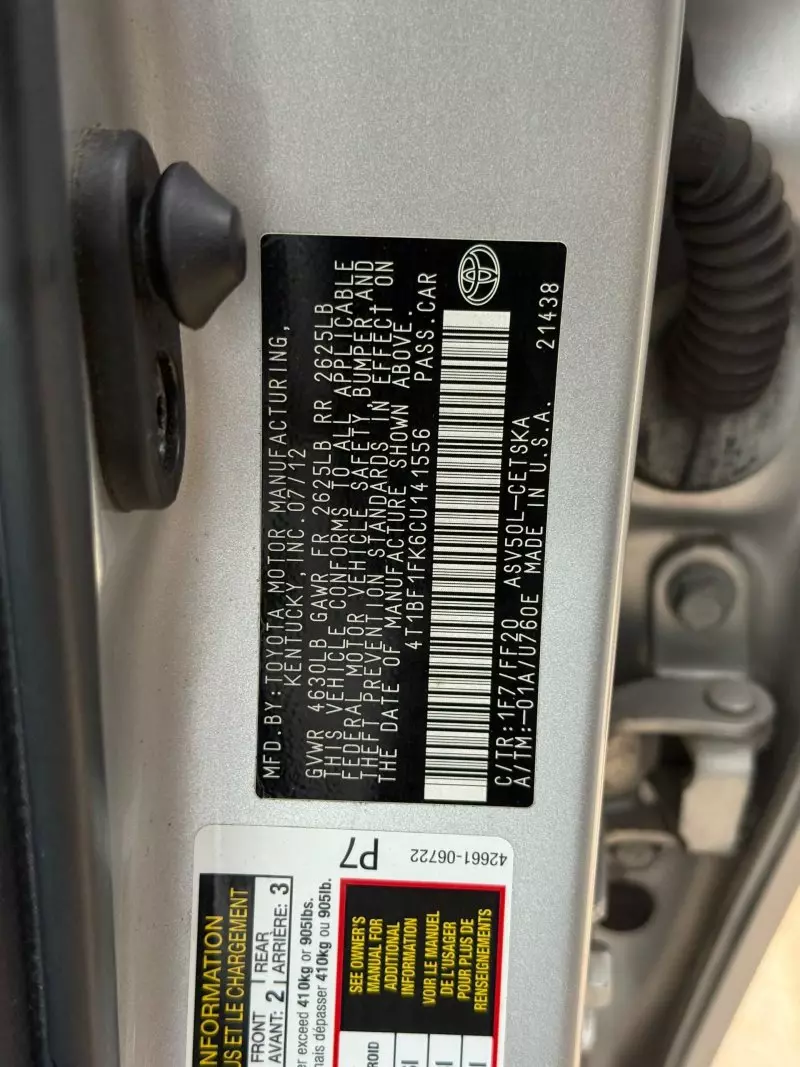 MFD.BY:TOYOTA MOTOR MANUFACTURING,
KENTUCKY, INC.07/12
GVWR 4630LB GAWR FR 2625LB RR 2625LB
THIS VEHICLE CONFORMS TO ALL APPLICABLE
FEDERAL MOTOR VEHICLE SAFETY, BUMPER AND
THEFT PREVENTION STANDARDS IN EFFECT ON
THE DATE OF MANUFACTURE SHOWN ABOVE.
4T1BF1FK6CU141556 PASS.CAR
C/TR:1F7/FF20 ASV50L-CETSKA 21438
A/TM:-01A/U760E MADE IN U.S.A.
P7
42661-06722
INFORMATION
US ET LE CHARGEMENT
FRONT
AVANT: 2
REAR
ARRIÈRE: 3
er exceed 410kg or 905lbs.
mais dépasser 410kg ou 905lb.
SEE OWNER'S
MANUAL FOR
ADDITIONAL
INFORMATION
VOIR LE MANUEL
DE L'USAGER
POUR PLUS DE
RENSEIGNEMENTS
ROID